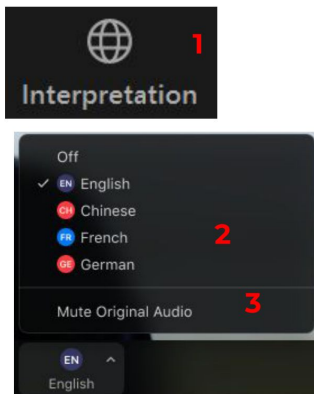 1
Interpretation
Off
EN English
CH Chinese
FR French
2
GE German
Mute Original Audio 3
EN
English